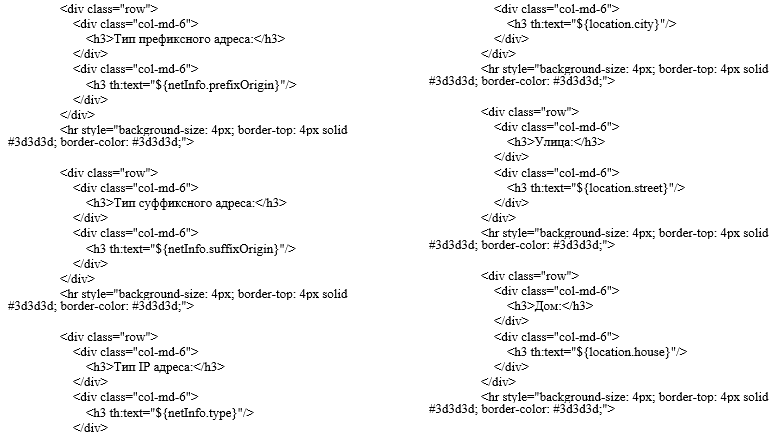 <div class="row">
<div class="col-md-6">
<h3>Тип префиксного адреса:</h3>
</div>
<div class="col-md-6">
<h3 th:text="${netInfo.prefixOrigin}"/>
</div>
</div>
<hr style="background-size: 4px; border-top: 4px solid
#3d3d3d; border-color: #3d3d3d;">
<div class="row">
<div class="col-md-6">
<h3>Тип суффиксного адреса:</h3>
</div>
<div class="col-md-6">
<h3 th:text="${netInfo.suffixOrigin}"/>
</div>
</div>
<hr style="background-size: 4px; border-top: 4px solid
#3d3d3d; border-color: #3d3d3d;">
<div class="row">
<div class="col-md-6">
<h3>Тип IP адреса:</h3>
</div>
<div class="col-md-6">
<h3 th:text="${netInfo.type}"/>
</div>
<div class="col-md-6">
<h3 th:text="${location.city}"/>
</div>
</div>
<hr style="background-size: 4px; border-top: 4px solid
#3d3d3d; border-color: #3d3d3d;">
<div class="row">
<div class="col-md-6">
<h3>Улица:</h3>
</div>
<div class="col-md-6">
<h3 th:text="${location.street}"/>
</div>
</div>
<hr style="background-size: 4px; border-top: 4px solid
#3d3d3d; border-color: #3d3d3d;">
<div class="row">
<div class="col-md-6">
<h3>Дом:</h3>
</div>
<div class="col-md-6">
<h3 th:text="${location.house}"/>
</div>
</div>
<hr style="background-size: 4px; border-top: 4px solid
#3d3d3d; border-color: #3d3d3d;">